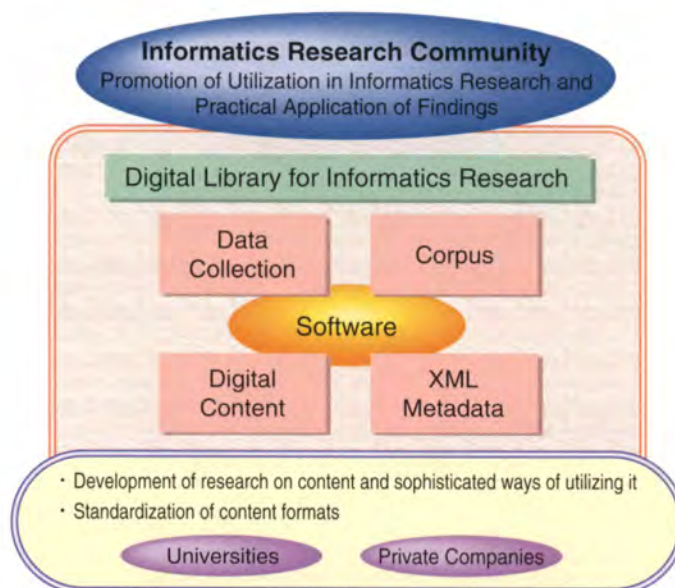 Informatics Research Community
Promotion of Utilization in Informatics Research and
Practical Application of Findings
Digital Library for Informatics Research
Data
Collection
Corpus
Software
Digital
Content
XML
Metadata
・Development of research on content and sophisticated ways of utilizing it
・Standardization of content formats
Universities
Private Companies